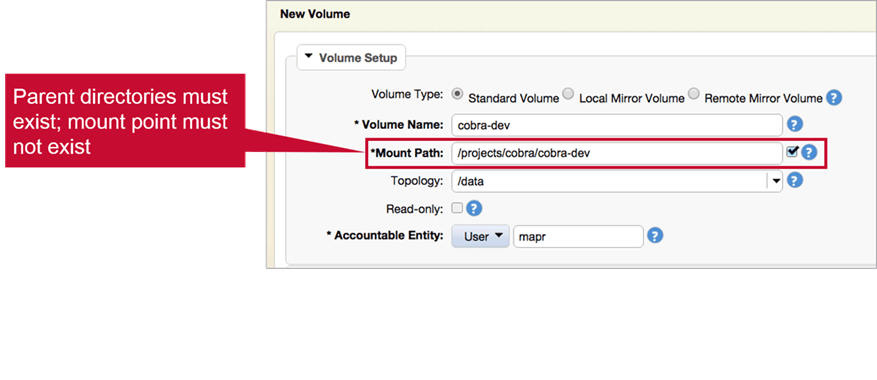 New Volume
Volume Setup
Parent directories must
exist; mount point must
not exist
Volume Type: Standard Volume Local Mirror Volume Remote Mirror Volume ?
* Volume Name: cobra-dev ?
*Mount Path: /projects/cobra/cobra-dev ?
Topology: /data ?
Read-only: ?
* Accountable Entity: User mapr ?